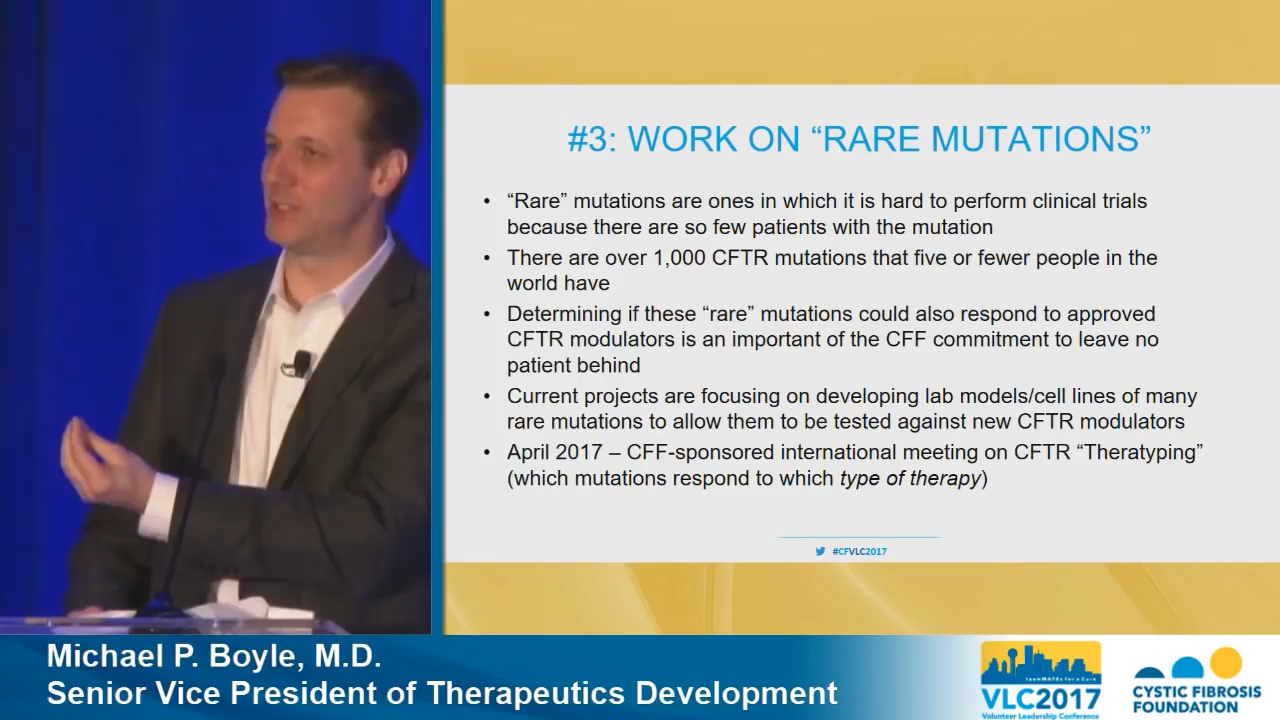 #3: WORK ON “RARE MUTATIONS”
• “Rare” mutations are ones in which it is hard to perform clinical trials
because there are so few patients with the mutation
• There are over 1,000 CFTR mutations that five or fewer people in the
world have
• Determining if these “rare” mutations could also respond to approved
CFTR modulators is an important of the CFF commitment to leave no
patient behind
• Current projects are focusing on developing lab models/cell lines of many
rare mutations to allow them to be tested against new CFTR modulators
• April 2017 – CFF-sponsored international meeting on CFTR “Theratyping”
(which mutations respond to which type of therapy)
#CFVLC2017
Michael P. Boyle, M.D.
Senior Vice President of Therapeutics Development
teamMATEs for a Cure
VLC2017
Volunteer Leadership Conference
CYSTIC FIBROSIS
FOUNDATION